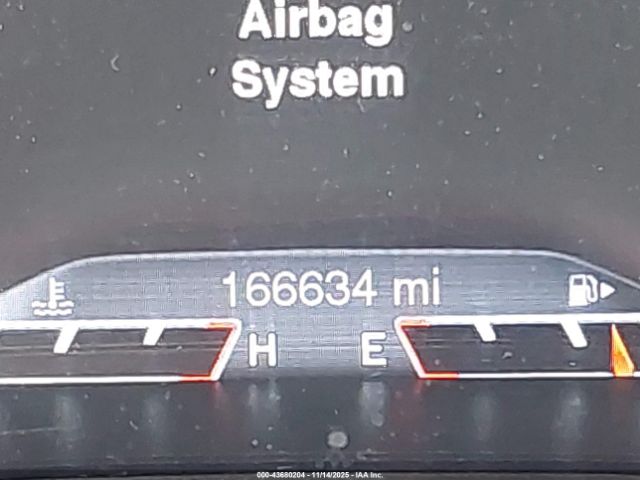 Airbag
System
166634 mi
H E
000-43680204 - 11/14/2025 - IAA Inc.